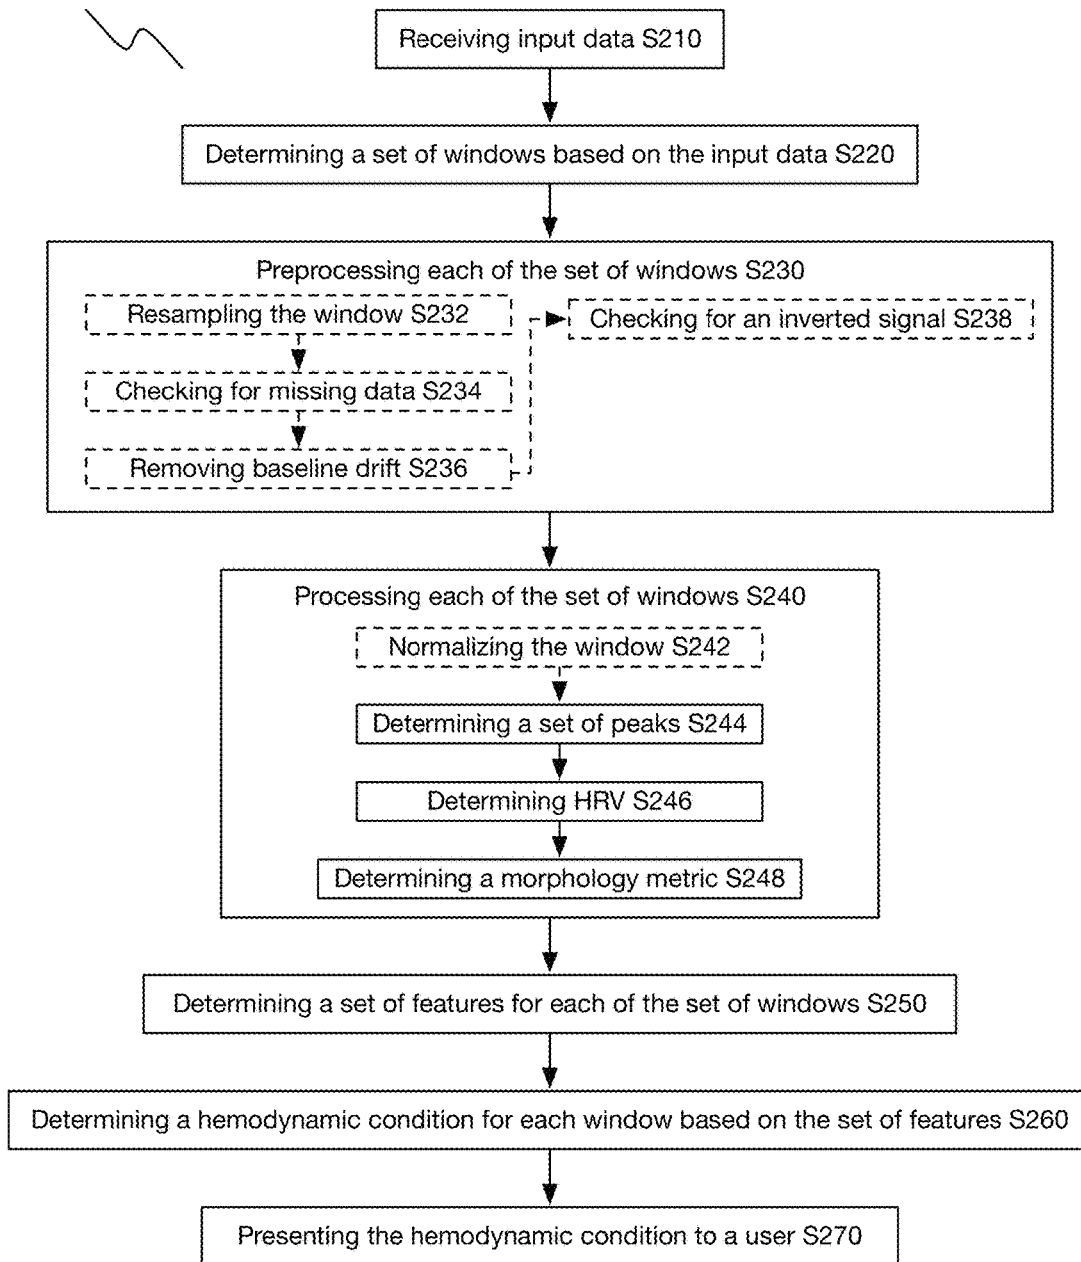 Receiving input data S210
Determining a set of windows based on the input data S220
Preprocessing each of the set of windows S230
Resampling the window S232
Checking for missing data S234
Removing baseline drift S236
Checking for an inverted signal S238
Processing each of the set of windows S240
Normalizing the window S242
Determining a set of peaks S244
Determining HRV S246
Determining a morphology metric S248
Determining a set of features for each of the set of windows S250
Determining a hemodynamic condition for each window based on the set of features S260
Presenting the hemodynamic condition to a user S270